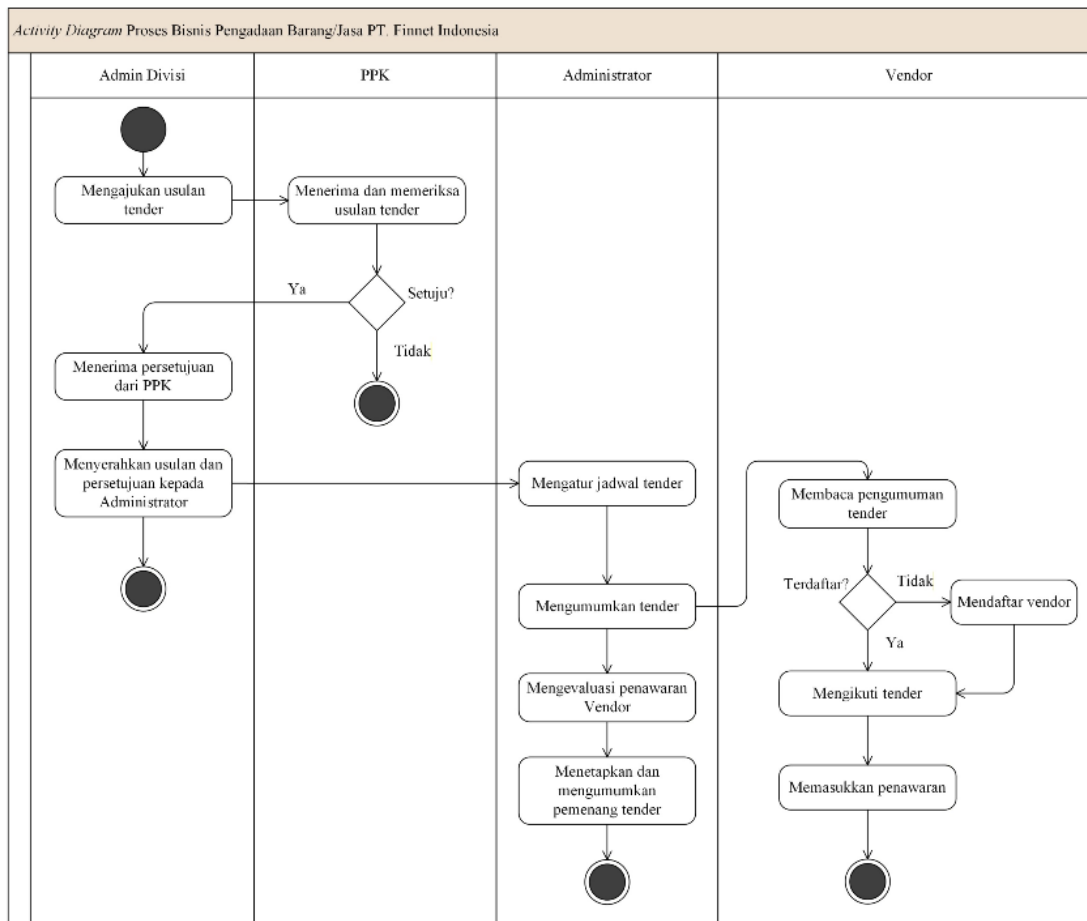 Activity Diagram Proses Bisnis Pengadaan Barang/Jasa PT. Finnet Indonesia
Admin Divisi
PPK
Administrator
Vendor
Mengajukan usulan
tender
Menerima dan memeriksa
usulan tender
Setuju?
Ya
Tidak
Menerima persetujuan
dari PPK
Menyerahkan usulan dan
persetujuan kepada
Administrator
Mengatur jadwal tender
Membaca pengumuman
tender
Terdaftar?
Tidak
Mendaftar vendor
Mengumumkan tender
Ya
Mengevaluasi penawaran
Vendor
Mengikuti tender
Menetapkan dan
mengumumkan
pemenang tender
Memasukkan penawaran